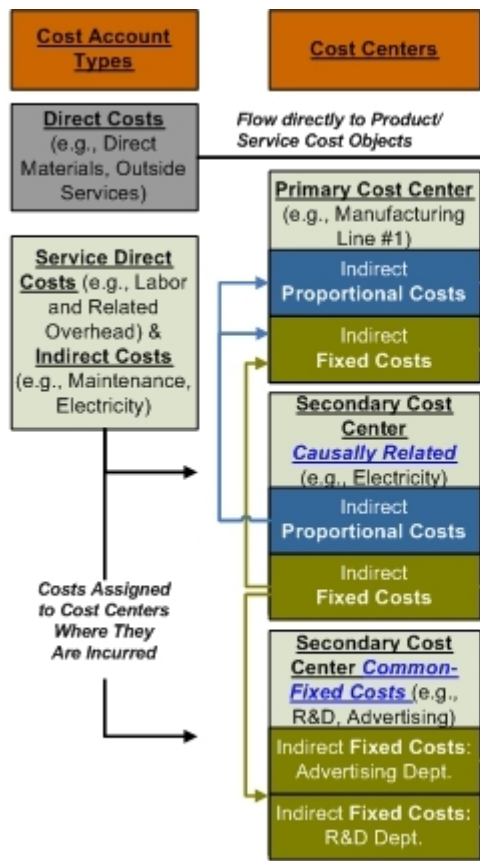 Cost Account
Types
Cost Centers
Direct Costs
(e.g., Direct
Materials, Outside
Services)
Flow directly to Product/
Service Cost Objects
Primary Cost Center
(e.g., Manufacturing
Line #1)
Indirect
Proportional Costs
Indirect
Fixed Costs
Service Direct
Costs (e.g., Labor
and Related
Overhead) &
Indirect Costs
(e.g., Maintenance,
Electricity)
Secondary Cost
Center
Causally Related
(e.g., Electricity)
Indirect
Proportional Costs
Indirect
Fixed Costs
Costs Assigned
to Cost Centers
Where They
Are Incurred
Secondary Cost
Center Common-
Fixed Costs (e.g.,
R&D, Advertising)
Indirect Fixed Costs:
Advertising Dept.
Indirect Fixed Costs:
R&D Dept.